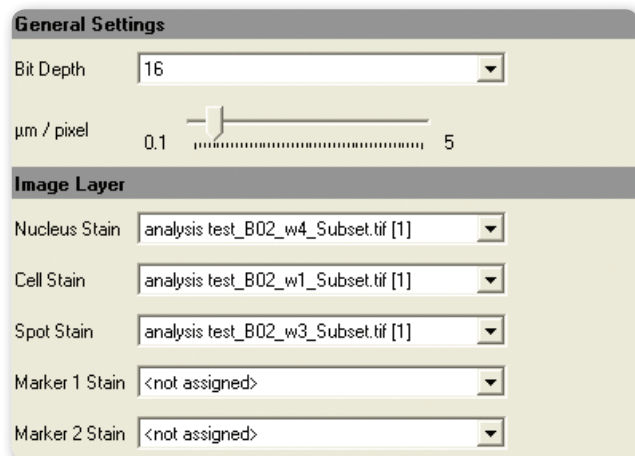 General Settings
Bit Depth 16
µm / pixel 0.1 5
Image Layer
Nucleus Stain analysis test_B02_w4_Subset.tif [1]
Cell Stain analysis test_B02_w1_Subset.tif [1]
Spot Stain analysis test_B02_w3_Subset.tif [1]
Marker 1 Stain <not assigned>
Marker 2 Stain <not assigned>